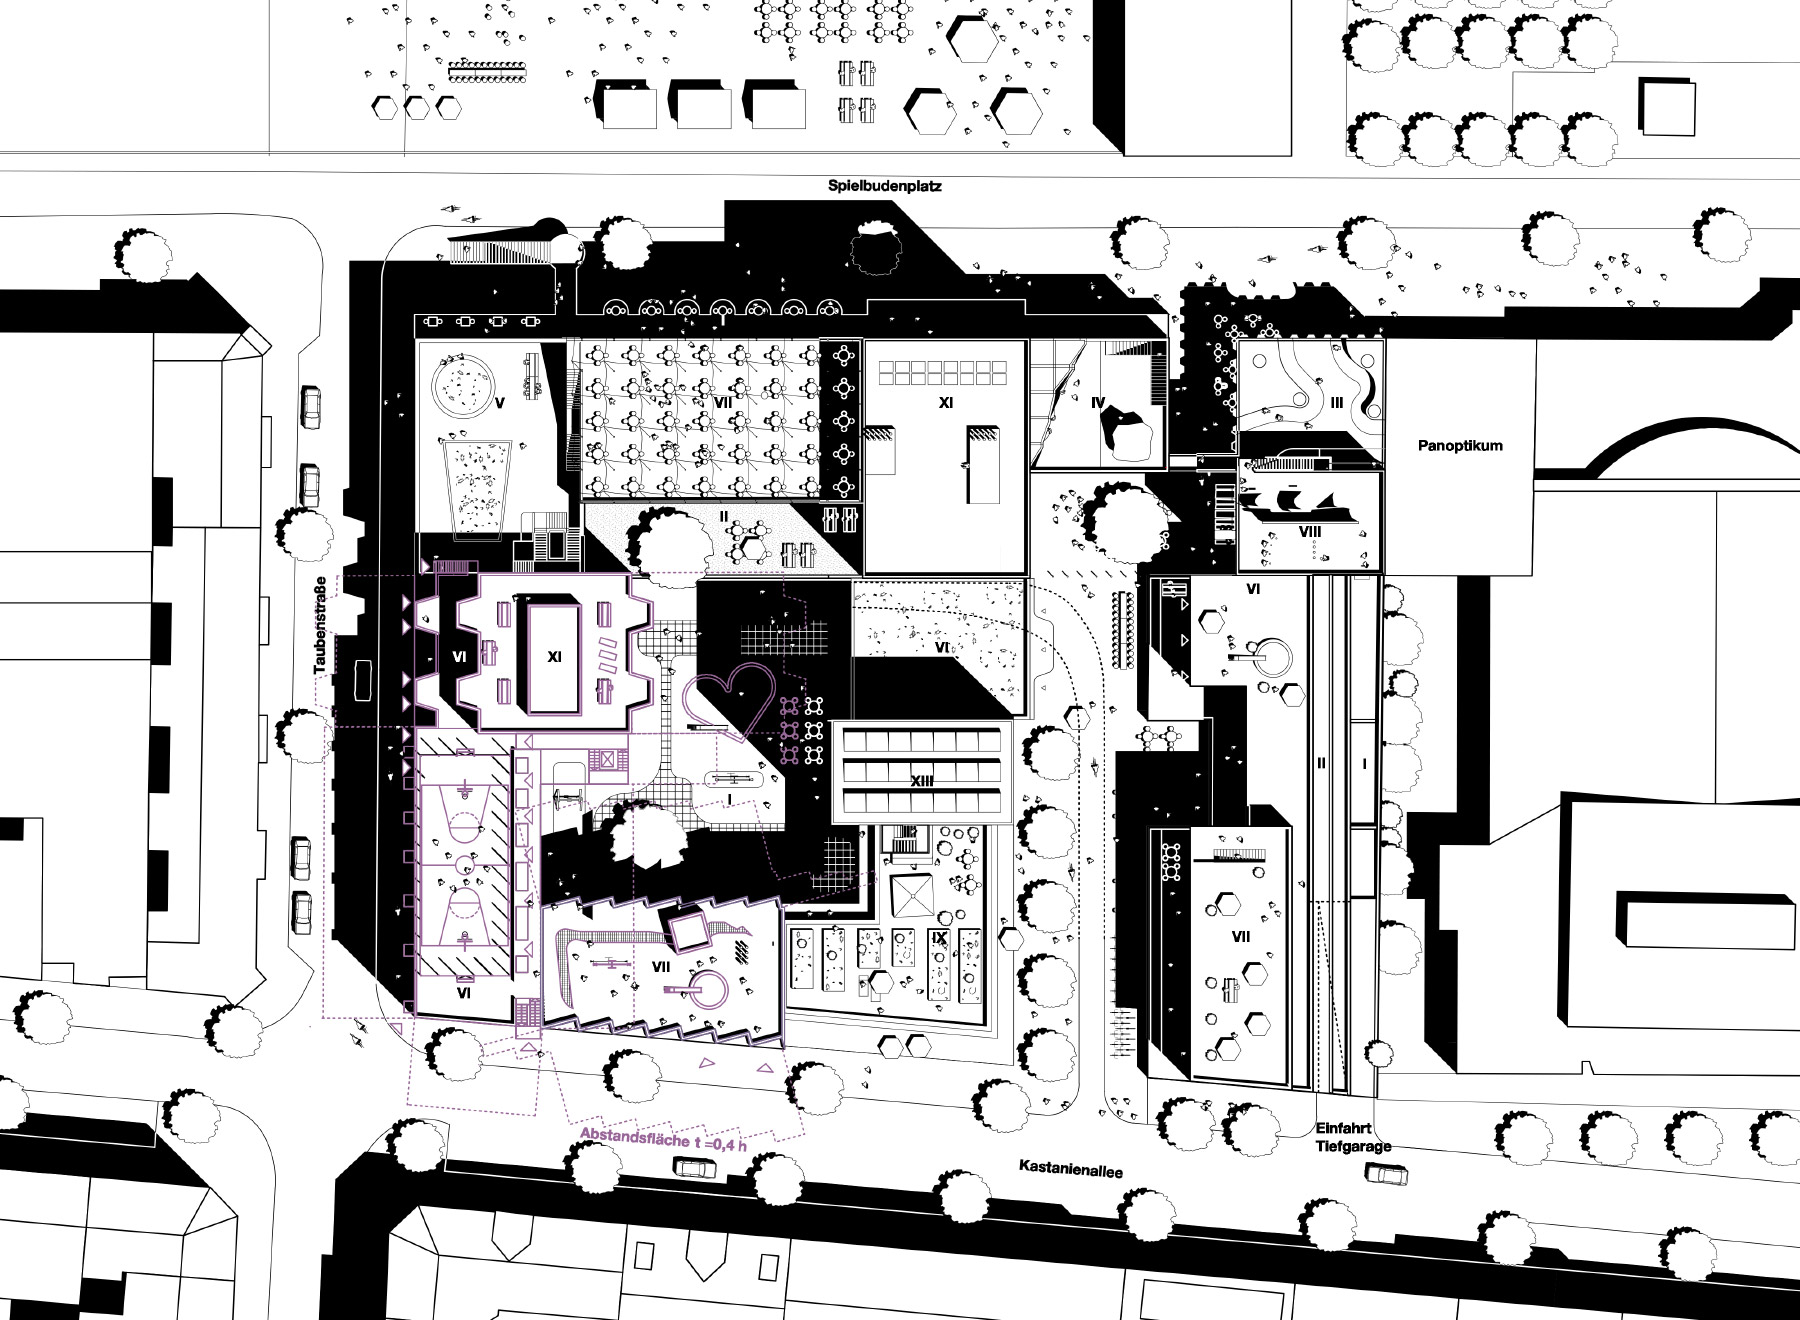 Spielbudenplatz
V
VII
XI
IV
III
Panoptikum
II
VIII
Taubenstraße
VI
XI
VI
VI
II
I
XIII
I
VII
IX
VII
VI
Abstandsfläche t =0,4 h
Kastanienallee
Einfahrt
Tiefgarage